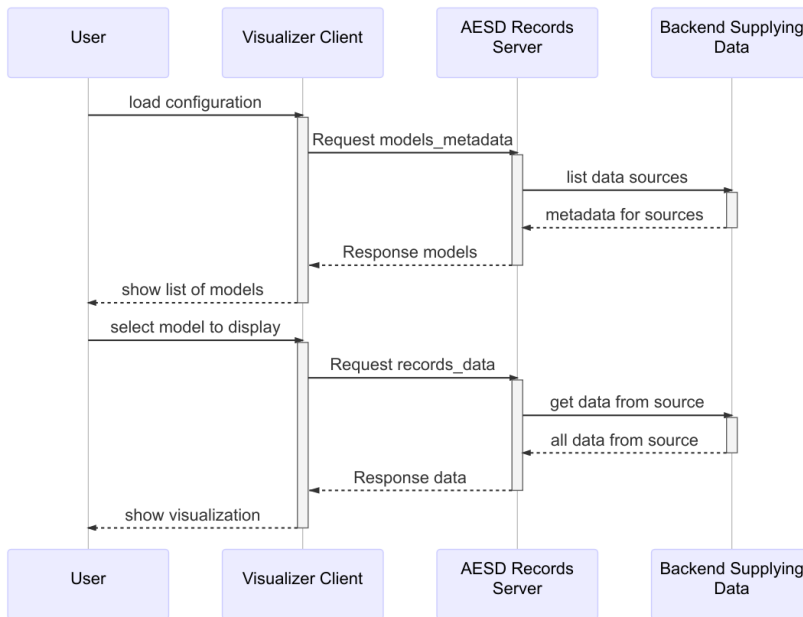 User
Visualizer Client
AESD Records
Server
Backend Supplying
Data
load configuration
Request models_metadata
list data sources
metadata for sources
Response models
show list of models
select model to display
Request records_data
get data from source
all data from source
Response data
show visualization
User
Visualizer Client
AESD Records
Server
Backend Supplying
Data